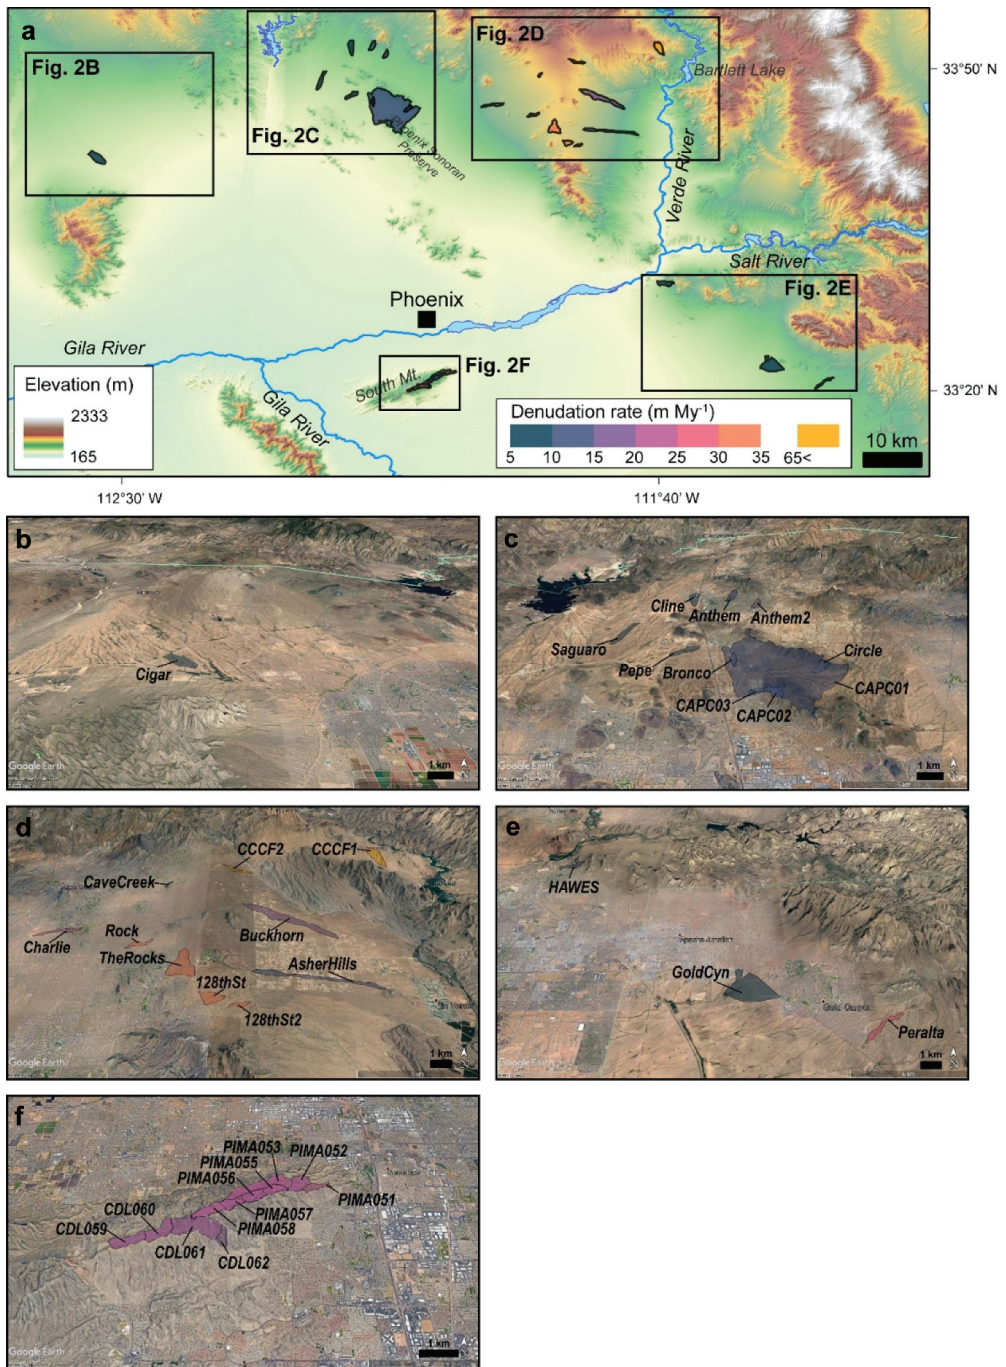 a
Fig. 2B
Fig. 2C
Fig. 2D
Bartlett Lake
33°50' N
Phoenix Sonoran
Preserve
Verde River
Salt River
Fig. 2E
Phoenix
Gila River
Fig. 2F
South Mt.
33°20' N
Gila River
Elevation (m)
2333
165
Denudation rate (m My-1)
5 10 15 20 25 30 35 65<
10 km
112°30' W
111°40' W
b
Cigar
Google Earth
1 km
N
c
Cline
Anthem
Anthem2
Saguaro
Pepe
Bronco
Circle
CAPC01
CAPC03
CAPC02
Google Earth
1 km
N
d
CCCF2
CCCF1
CaveCreek
Buckhorn
Charlie
Rock
TheRocks
AsherHills
128thSt
128thSt2
Google Earth
1 km
N
e
HAWES
Apache Junction
GoldCyn
Gold Canyon
Peralta
Google Earth
1 km
N
f
PIMA053
PIMA052
PIMA055
PIMA056
PIMA051
CDL060
PIMA057
CDL059
PIMA058
CDL061
CDL062
Google Earth
1 km
N